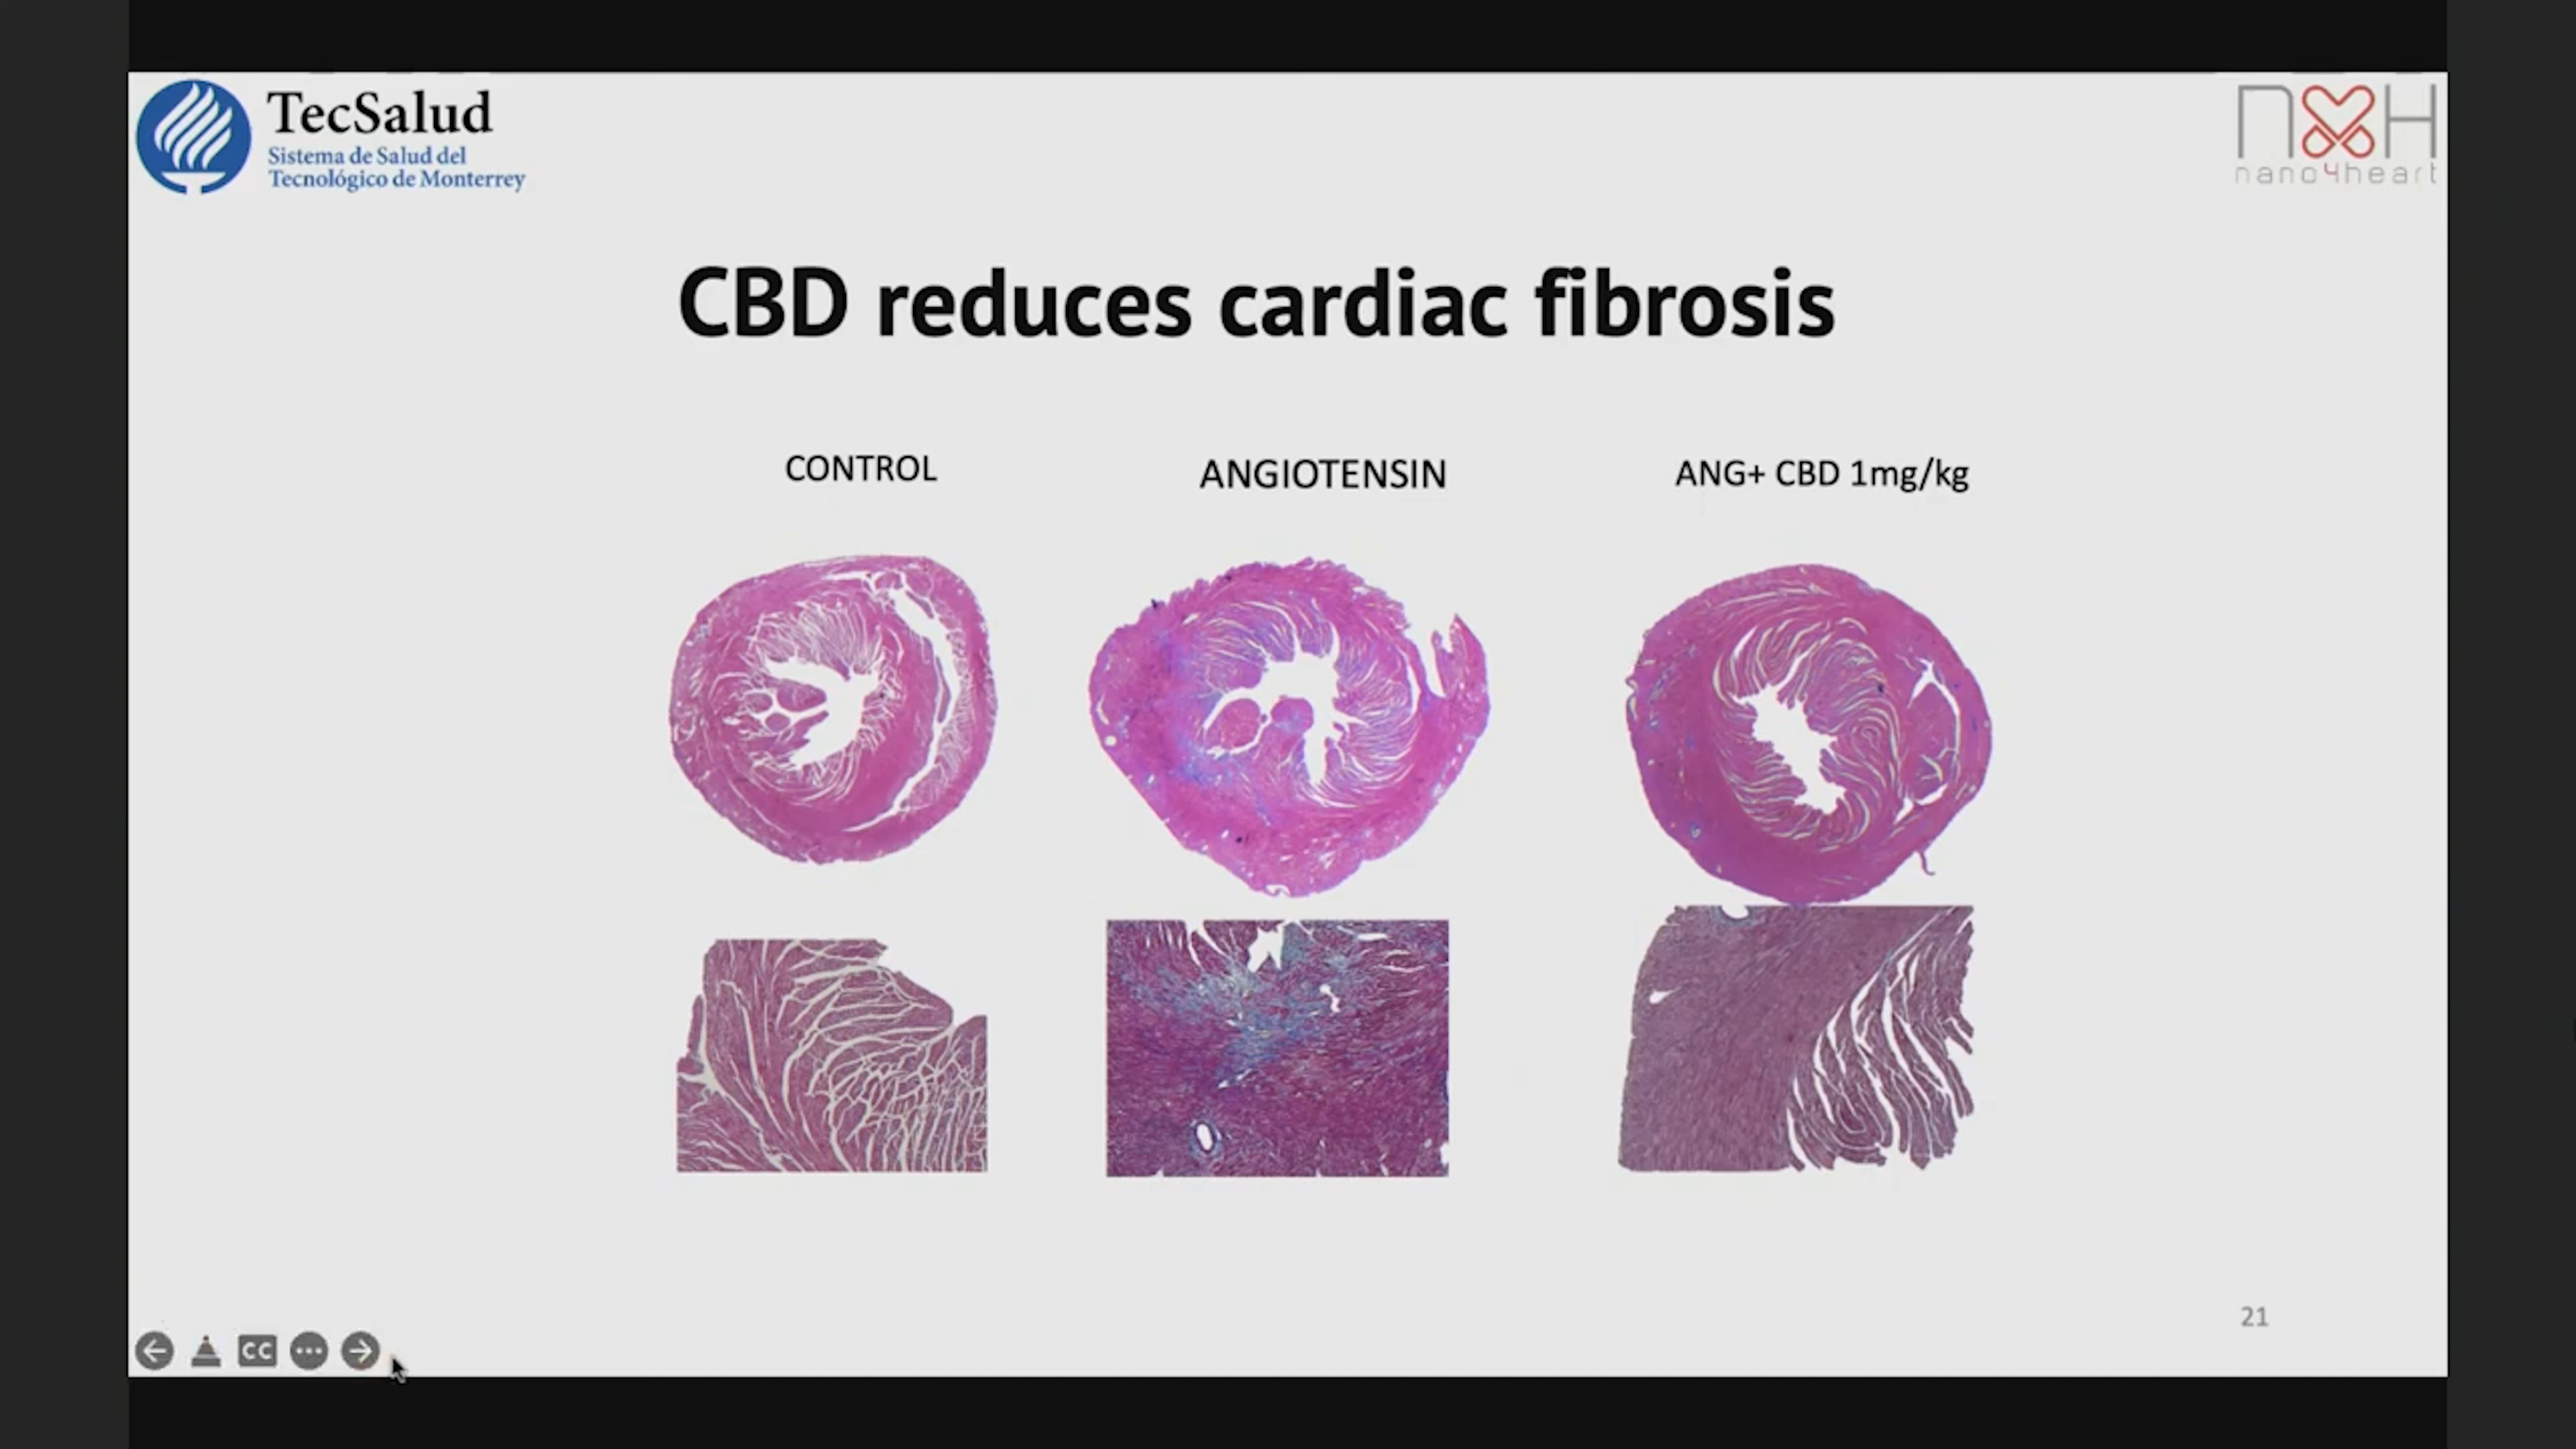 TecSalud
Sistema de Salud del
Tecnológico de Monterrey
nano4heart
CBD reduces cardiac fibrosis
CONTROL
ANGIOTENSIN
ANG+ CBD 1mg/kg
21
CC